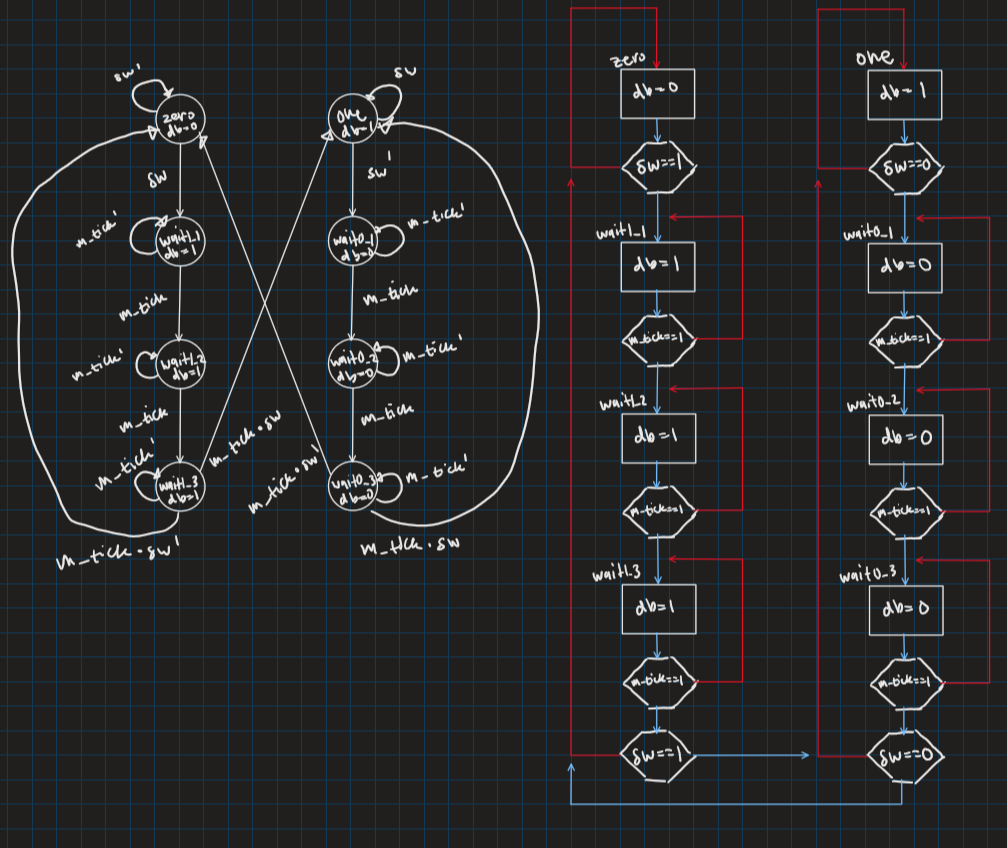 sw'
zero
db=0
sw
m_tick'
wait1_1
db=1
m_tick
m_tick'
wait1_2
db=1
m_tick
m_tick'
wait1_3
db=1
m_tick·sw'
m_tick·sw
sw
one
db=1
sw'
m_tick'
wait0_1
db=0
m_tick
m_tick'
wait0_2
db=0
m_tick
m_tick'
wait0_3
db=0
m_tick·sw'
m_tick·sw
zero
db=0
sw==1
wait1_1
db=1
m_tick==1
wait1_2
db=1
m_tick==1
wait1_3
db=1
m_tick==1
sw==1
one
db=1
sw==0
wait0_1
db=0
m_tick==1
wait0_2
db=0
m_tick==1
wait0_3
db=0
m_tick==1
sw==0